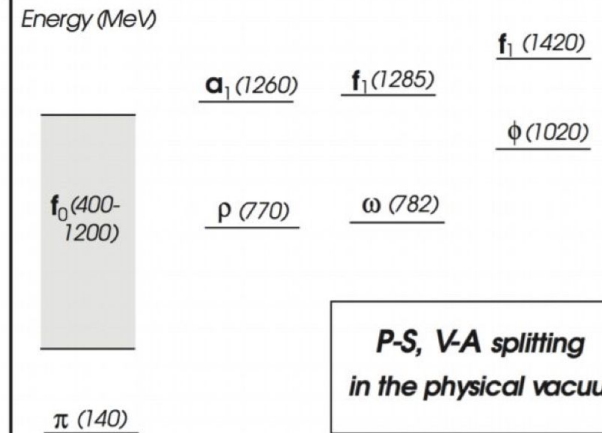 Energy (MeV)
f₁ (1420)
a₁ (1260)
f₁ (1285)
ϕ (1020)
f₀ (400-
1200)
ρ (770)
ω (782)
P-S, V-A splitting
in the physical vacuu
π (140)